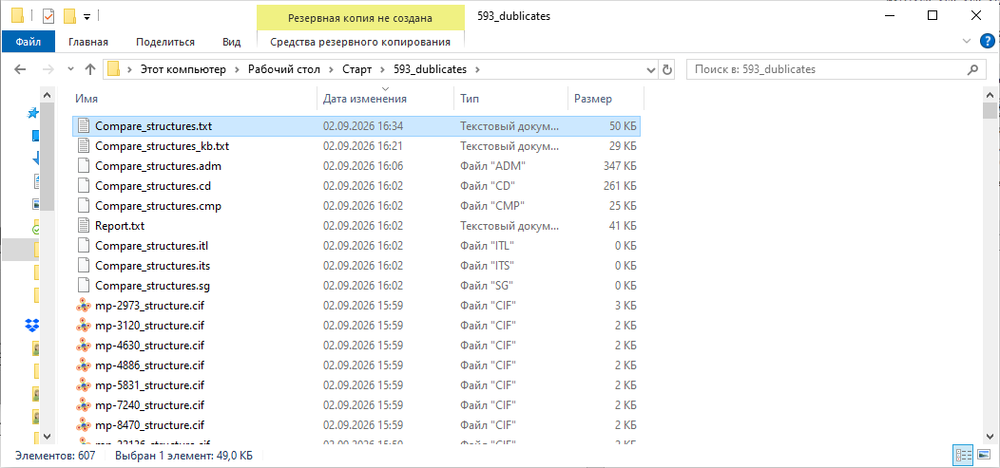 Резервная копия не создана
593_dublicates
Файл
Главная
Поделиться
Вид
Средства резервного копирования
Этот компьютер
Рабочий стол
Старт
593_dublicates
Поиск в: 593_dublicates
Имя
Дата изменения
Тип
Размер
Compare_structures.txt 02.09.2026 16:34 Текстовый докум... 50 КБ
Compare_structures_kb.txt 02.09.2026 16:21 Текстовый докум... 29 КБ
Compare_structures.adm 02.09.2026 16:06 Файл "ADM" 347 КБ
Compare_structures.cd 02.09.2026 16:02 Файл "CD" 261 КБ
Compare_structures.cmp 02.09.2026 16:02 Файл "CMP" 25 КБ
Report.txt 02.09.2026 16:02 Текстовый докум... 41 КБ
Compare_structures.itl 02.09.2026 16:02 Файл "ITL" 0 КБ
Compare_structures.its 02.09.2026 16:02 Файл "ITS" 0 КБ
Compare_structures.sg 02.09.2026 16:02 Файл "SG" 0 КБ
mp-2973_structure.cif 02.09.2026 15:59 Файл "CIF" 3 КБ
mp-3120_structure.cif 02.09.2026 15:59 Файл "CIF" 2 КБ
mp-4630_structure.cif 02.09.2026 15:59 Файл "CIF" 2 КБ
mp-4886_structure.cif 02.09.2026 15:59 Файл "CIF" 2 КБ
mp-5831_structure.cif 02.09.2026 15:59 Файл "CIF" 2 КБ
mp-7240_structure.cif 02.09.2026 15:59 Файл "CIF" 2 КБ
mp-8470_structure.cif 02.09.2026 15:59 Файл "CIF" 2 КБ
Элементов: 607
Выбран 1 элемент: 49,0 КБ